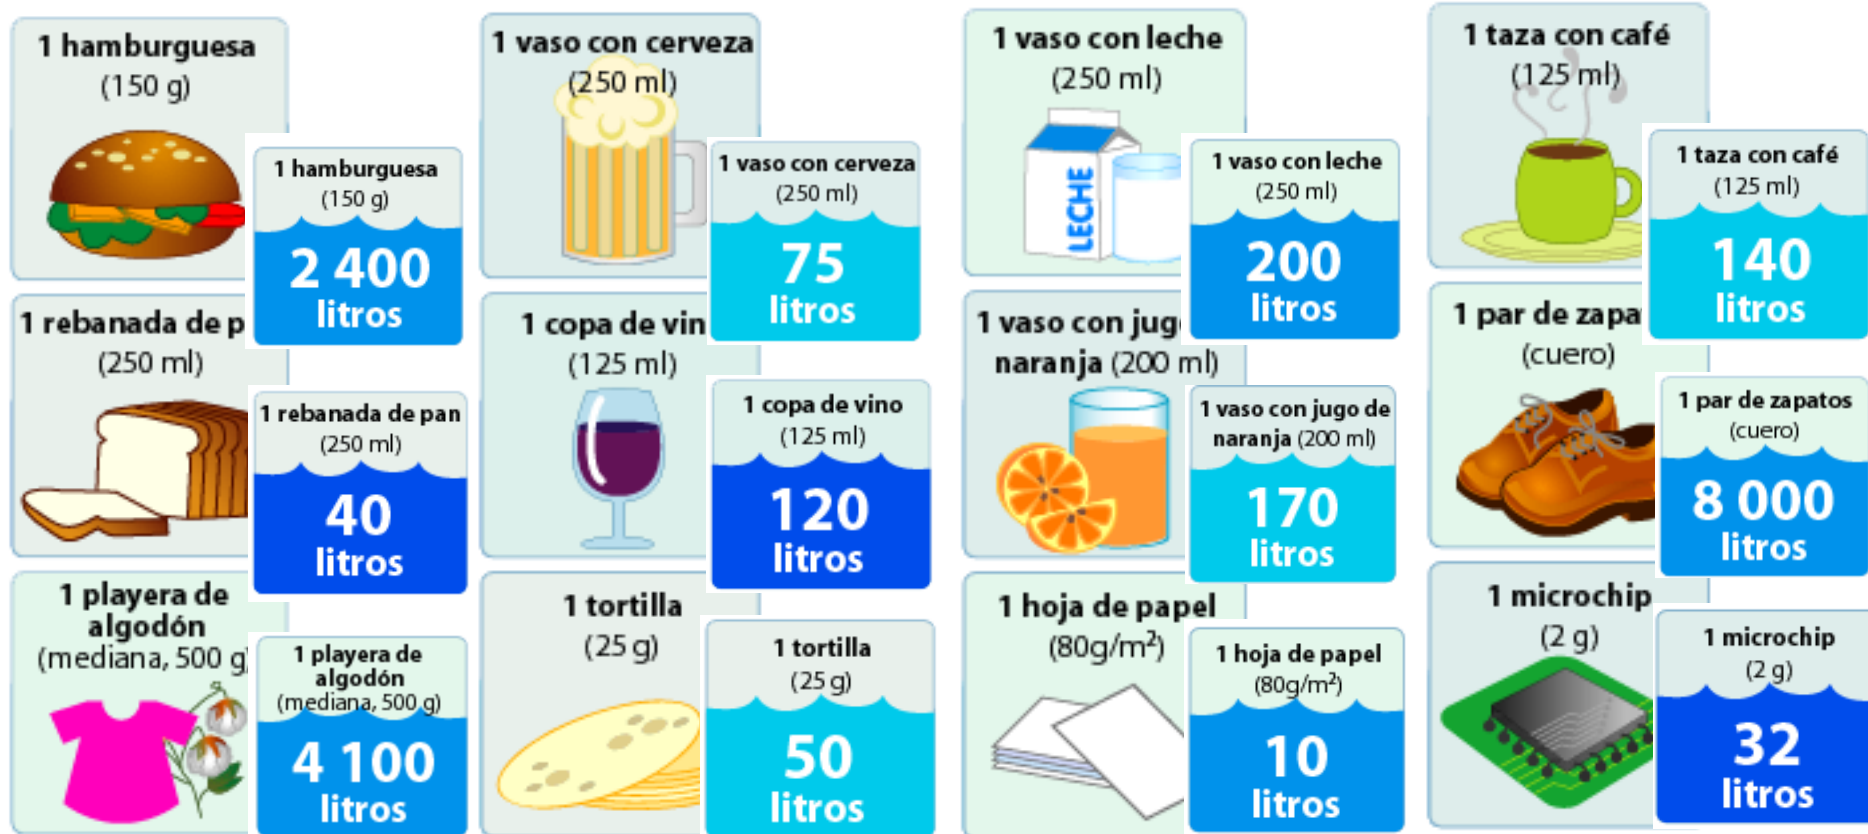 1 hamburguesa
(150 g)
1 hamburguesa
(150 g)
2 400
litros
1 vaso con cerveza
(250 ml)
1 vaso con cerveza
(250 ml)
75
litros
1 vaso con leche
(250 ml)
LECHE
1 vaso con leche
(250 ml)
200
litros
1 taza con café
(125 ml)
1 taza con café
(125 ml)
140
litros
1 rebanada de p
(250 ml)
1 rebanada de pan
(250 ml)
40
litros
1 copa de vin
(125 ml)
1 copa de vino
(125 ml)
120
litros
1 vaso con jug
naranja (200 ml)
1 vaso con jugo de
naranja (200 ml)
170
litros
1 par de zapa
(cuero)
1 par de zapatos
(cuero)
8 000
litros
1 playera de
algodón
(mediana, 500 g)
1 playera de
algodón
(mediana, 500 g)
4 100
litros
1 tortilla
(25 g)
1 tortilla
(25 g)
50
litros
1 hoja de papel
(80g/m²)
1 hoja de papel
(80g/m²)
10
litros
1 microchip
(2 g)
1 microchip
(2 g)
32
litros